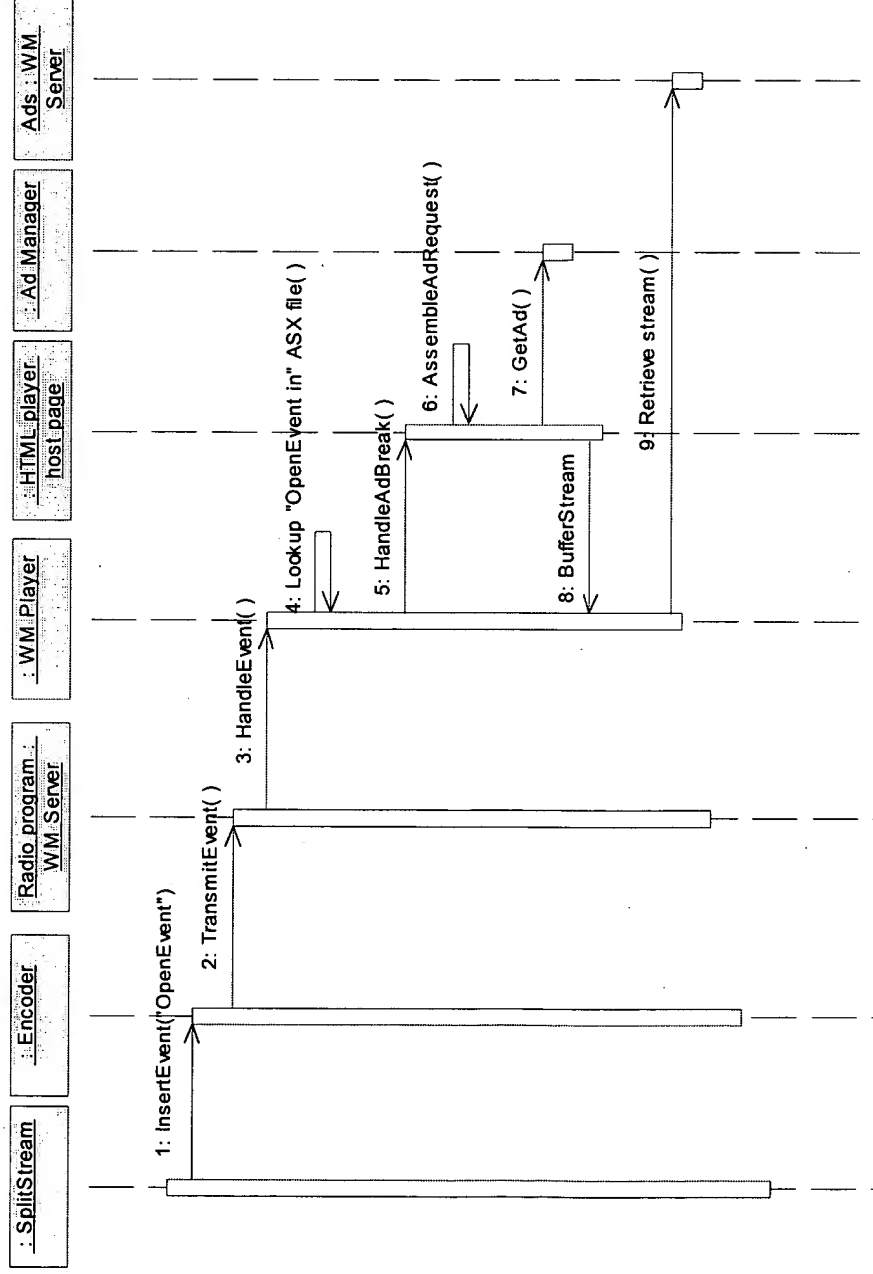 : SplitStream
: Encoder
Radio program :
WM Server
: WM Player
: HTML player
host page
: Ad Manager
Ads : WM
Server
1: InsertEvent("OpenEvent")
2: TransmitEvent( )
3: HandleEvent( )
4: Lookup "OpenEvent in" ASX file( )
5: HandleAdBreak( )
6: AssembleAdRequest( )
7: GetAd( )
8: BufferStream
9: Retrieve stream( )